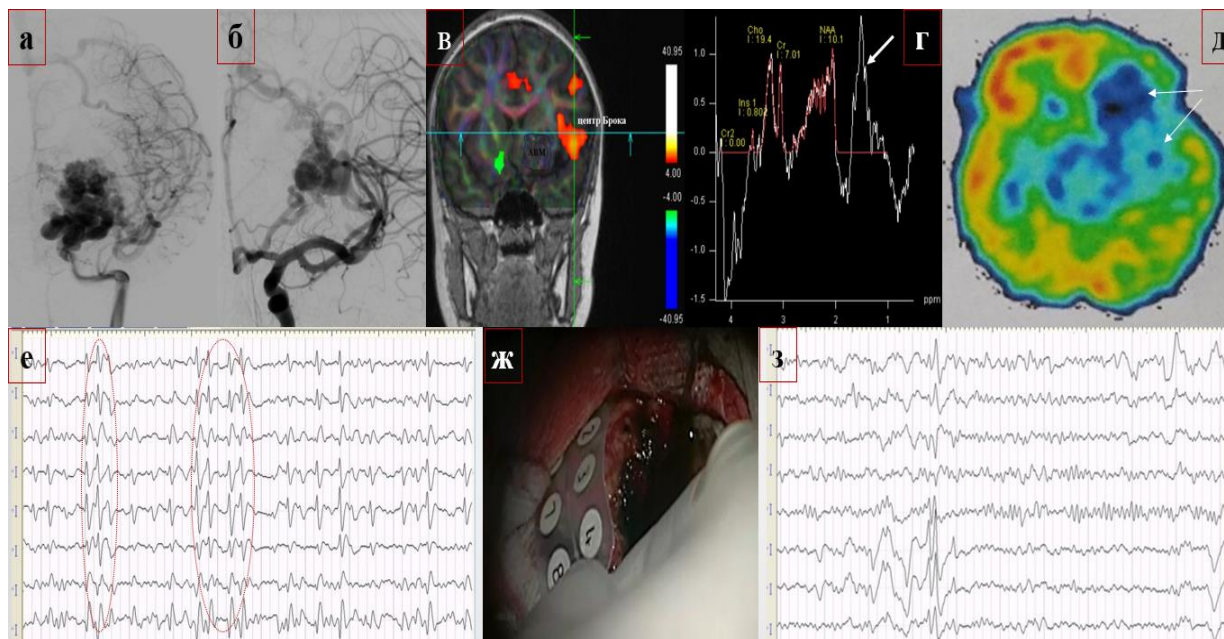 а
б
в
г
д
центр Брока
АВМ
40.95
4.00
-4.00
-40.95
1.0
0.5
0.0
-0.5
-1.0
-1.5
Cho
I : 19.4
Cr
I : 7.01
NAA
I : 10.1
Ins 1
I : 0.802
Cr2
I : 0.00
4
3
2
1
ppm
е
ж
з